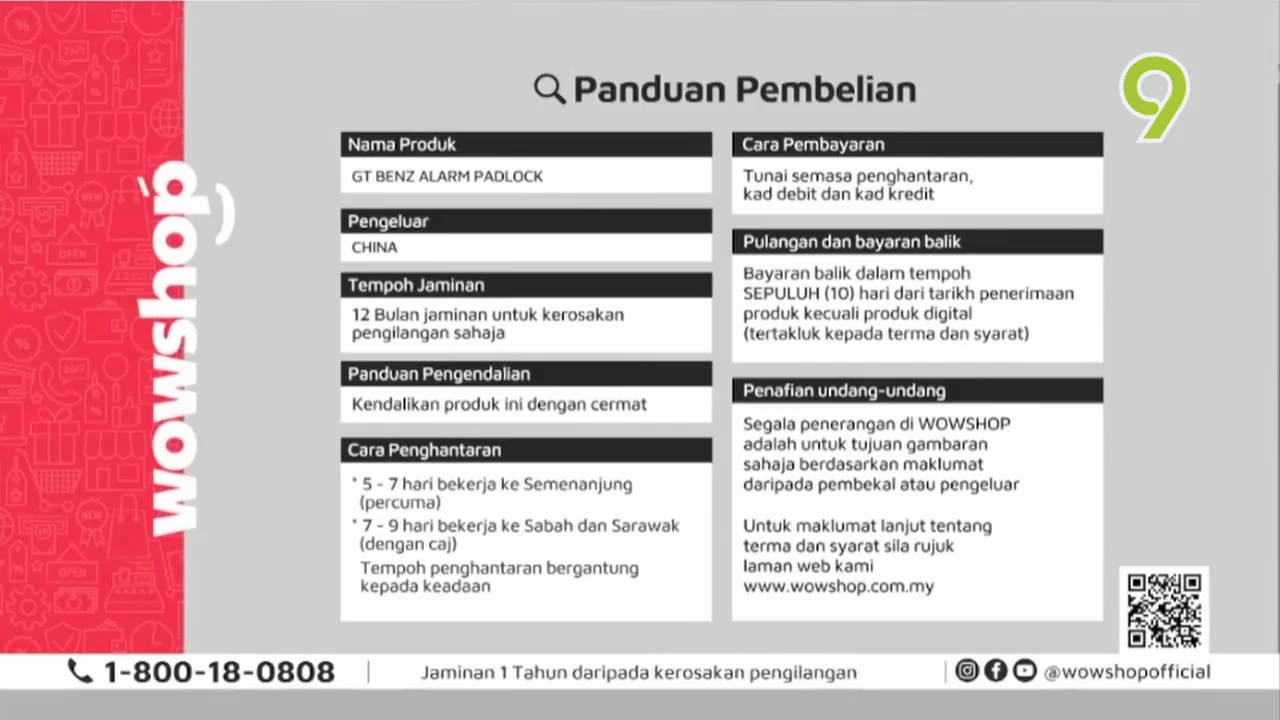 Panduan Pembelian
9
wowshop
Nama Produk
GT BENZ ALARM PADLOCK
Pengeluar
CHINA
Tempoh Jaminan
12 Bulan jaminan untuk kerosakan
pengilangan sahaja
Panduan Pengendalian
Kendalikan produk ini dengan cermat
Cara Penghantaran
* 5 - 7 hari bekerja ke Semenanjung
(percuma)
* 7 - 9 hari bekerja ke Sabah dan Sarawak
(dengan caj)
Tempoh penghantaran bergantung
kepada keadaan
Cara Pembayaran
Tunai semasa penghantaran,
kad debit dan kad kredit
Pulangan dan bayaran balik
Bayaran balik dalam tempoh
SEPULUH (10) hari dari tarikh penerimaan
produk kecuali produk digital
(tertakluk kepada terma dan syarat)
Penafian undang-undang
Segala penerangan di WOWSHOP
adalah untuk tujuan gambaran
sahaja berdasarkan maklumat
daripada pembekal atau pengeluar
Untuk maklumat lanjut tentang
terma dan syarat sila rujuk
laman web kami
www.wowshop.com.my
1-800-18-0808
Jaminan 1 Tahun daripada kerosakan pengilangan
@wowshopofficial